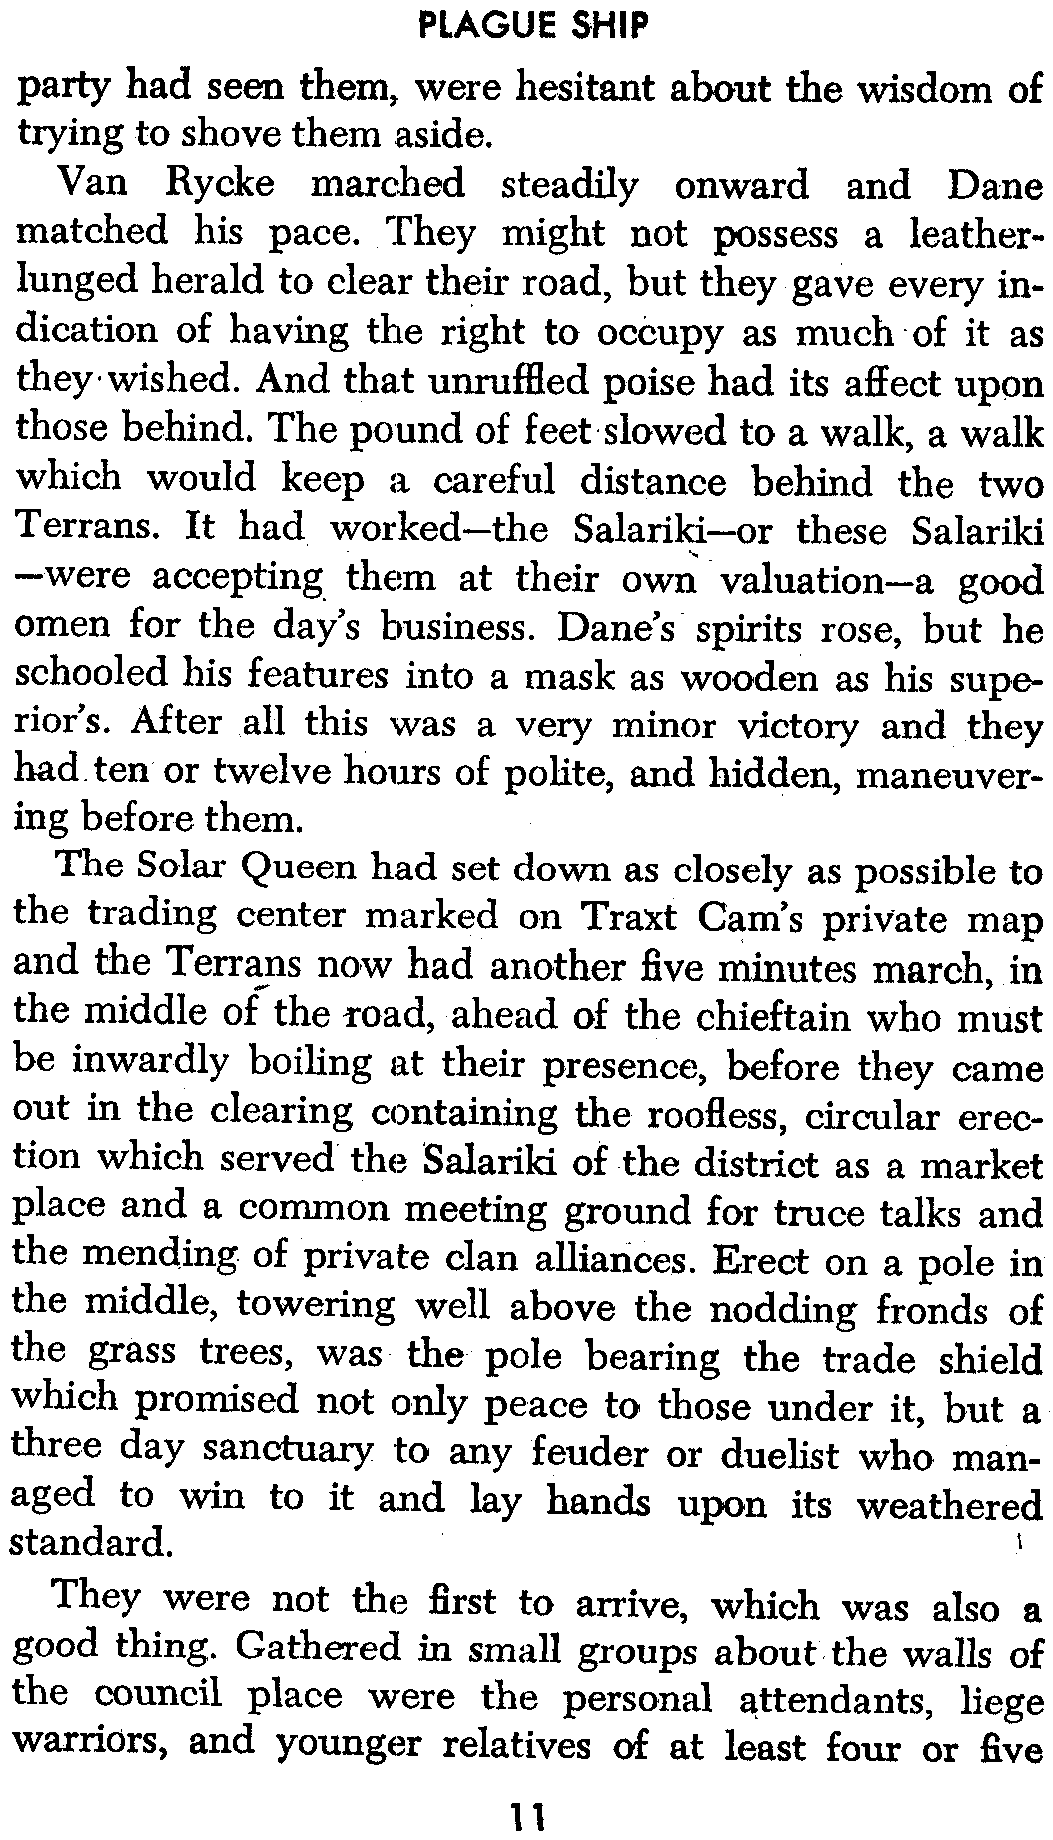 PLAGUE SHIP
party had seen them, were hesitant about the wisdom of
trying to shove them aside.
Van Rycke marched steadily onward and Dane
matched his pace. They might not possess a leather-
lunged herald to clear their road, but they gave every in-
dication of having the right to occupy as much of it as
they wished. And that unruffled poise had its affect upon
those behind. The pound of feet slowed to a walk, a walk
which would keep a careful distance behind the two
Terrans. It had worked—the Salariki—or these Salariki
—were accepting them at their own valuation—a good
omen for the day's business. Dane's spirits rose, but he
schooled his features into a mask as wooden as his supe-
rior's. After all this was a very minor victory and they
had ten or twelve hours of polite, and hidden, maneuver-
ing before them.
The Solar Queen had set down as closely as possible to
the trading center marked on Traxt Cam's private map
and the Terrans now had another five minutes march, in
the middle of the road, ahead of the chieftain who must
be inwardly boiling at their presence, before they came
out in the clearing containing the roofless, circular erec-
tion which served the Salariki of the district as a market
place and a common meeting ground for truce talks and
the mending of private clan alliances. Erect on a pole in
the middle, towering well above the nodding fronds of
the grass trees, was the pole bearing the trade shield
which promised not only peace to those under it, but a
three day sanctuary to any feuder or duelist who man-
aged to win to it and lay hands upon its weathered
standard.
They were not the first to arrive, which was also a
good thing. Gathered in small groups about the walls of
the council place were the personal attendants, liege
warriors, and younger relatives of at least four or five
11